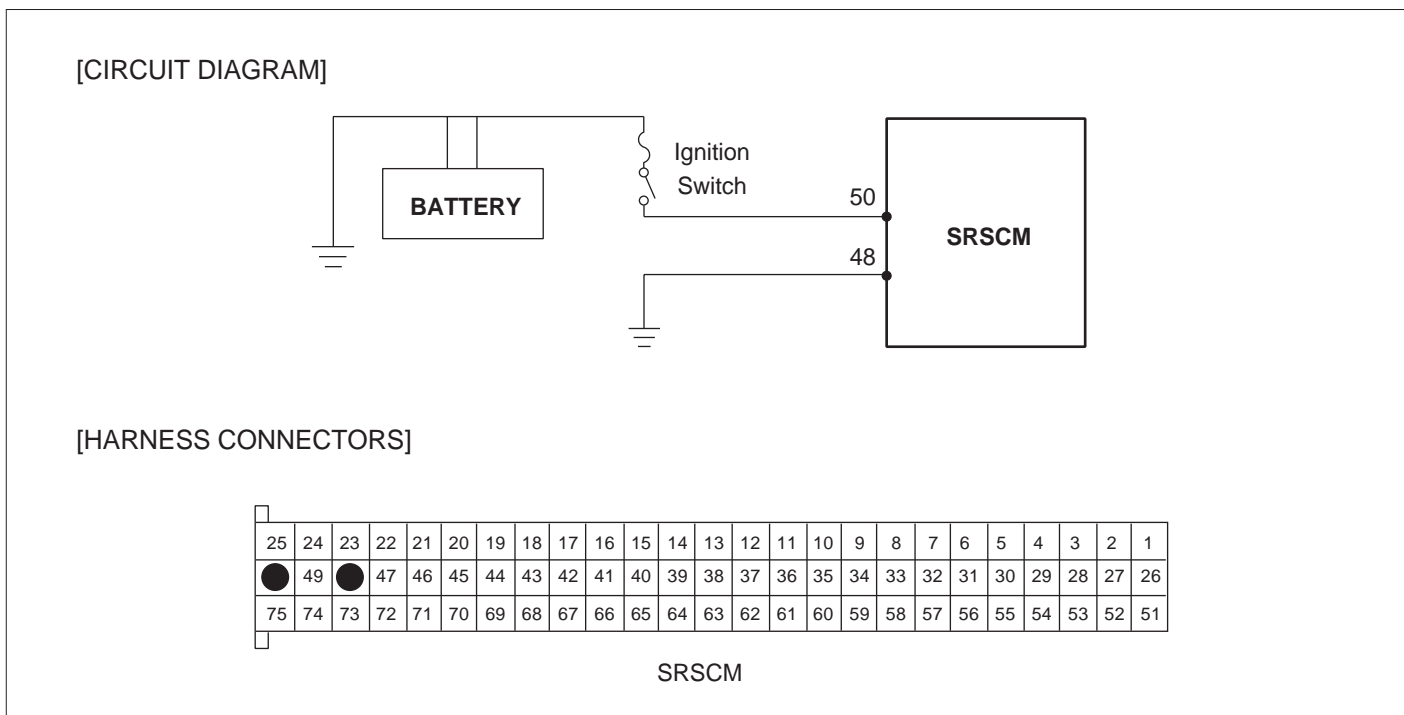 [CIRCUIT DIAGRAM]
Ignition
Switch
BATTERY
50
SRSCM
48
[HARNESS CONNECTORS]
25 24 23 22 21 20 19 18 17 16 15 14 13 12 11 10 9 8 7 6 5 4 3 2 1
49 47 46 45 44 43 42 41 40 39 38 37 36 35 34 33 32 31 30 29 28 27 26
75 74 73 72 71 70 69 68 67 66 65 64 63 62 61 60 59 58 57 56 55 54 53 52 51
SRSCM